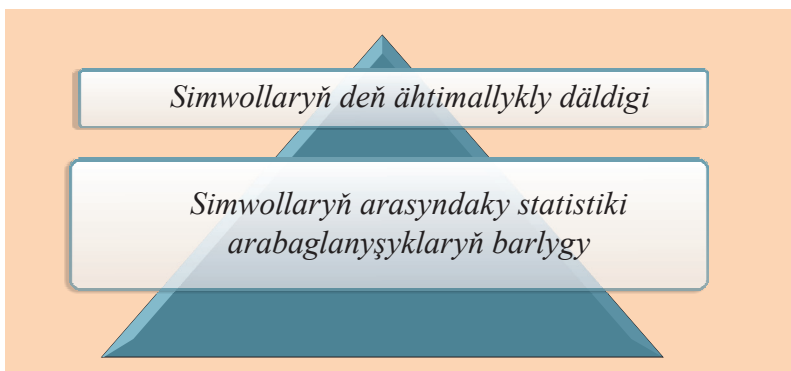 Simwollaryň deň ähtimallykly däldigi
Simwollaryň arasyndaky statistiki
arabaglanyşyklaryň barlygy